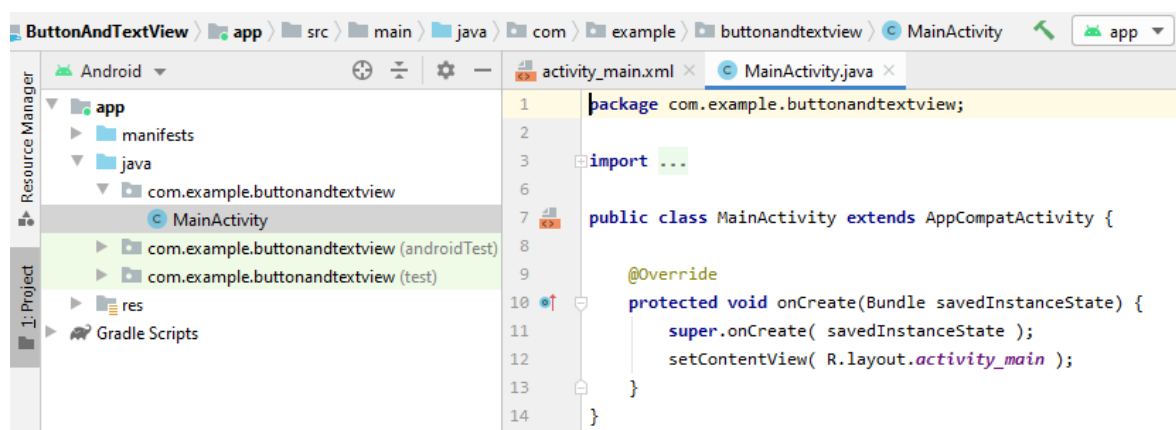 ButtonAndTextView app src main java com example buttonandtextview MainActivity app
Android
activity_main.xml MainActivity.java
Resource Manager
1: Project
app
manifests
java
com.example.buttonandtextview
MainActivity
com.example.buttonandtextview (androidTest)
com.example.buttonandtextview (test)
res
Gradle Scripts
1 package com.example.buttonandtextview;
2
3 import ...
6
7 public class MainActivity extends AppCompatActivity {
8
9 @Override
10 protected void onCreate(Bundle savedInstanceState) {
11 super.onCreate( savedInstanceState );
12 setContentView( R.layout.activity_main );
13 }
14 }